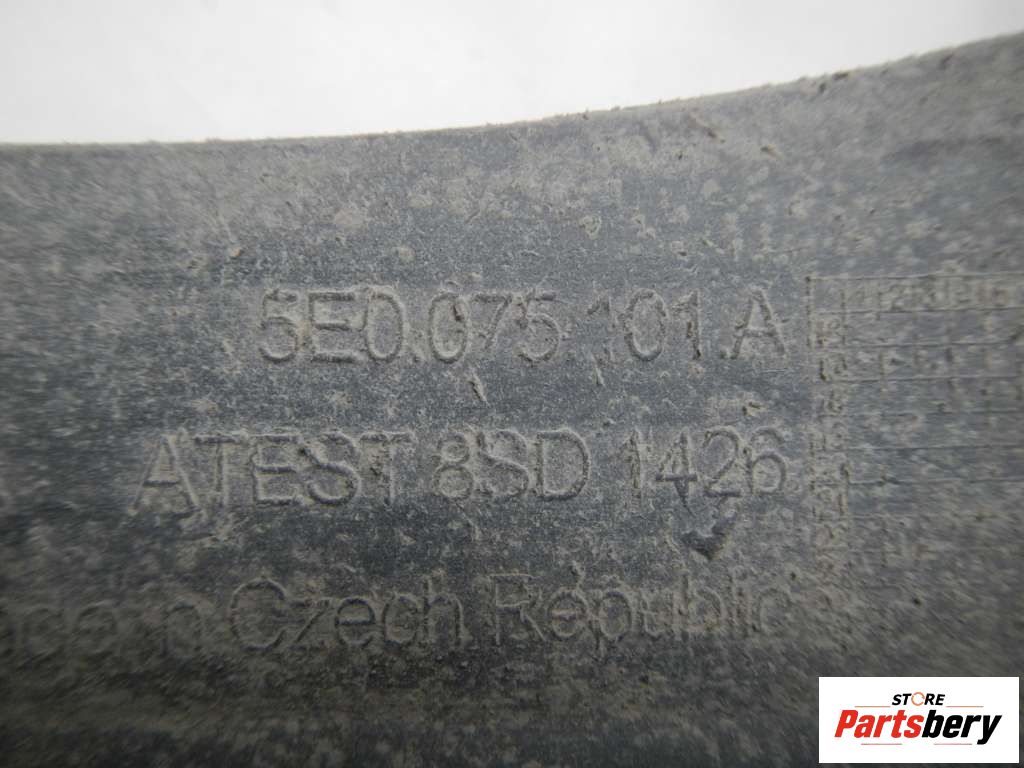 5E0.075.101.A
ATEST 8SD 1426
Czech Republic
STORE
Partsbery